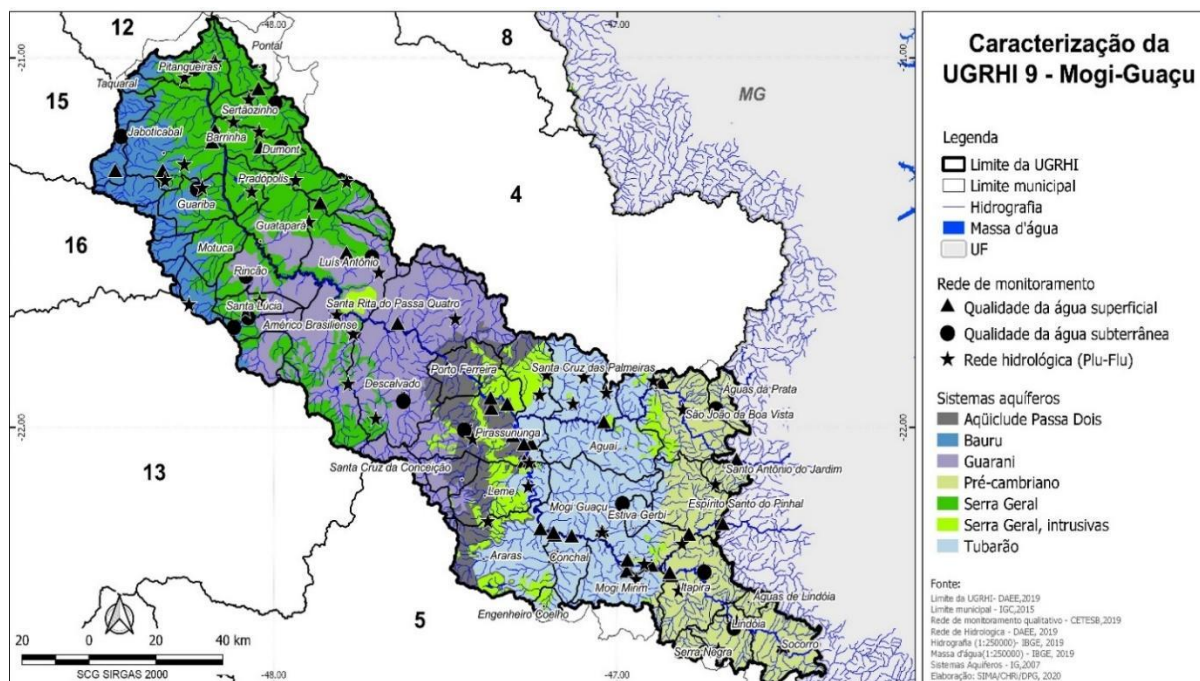 12
8
-48.00
-47.00
-21.00
-21.00
Pontal
Pitangueiras
Taquaral
MG
15
Sertãozinho
Jaboticabal
Barrinha
Dumont
4
Pradópolis
Guariba
16
Guatapará
Motuca
Luís Antônio
Rincão
Santa Rita do Passa Quatro
Santa Lúcia
Américo Brasiliense
Porto Ferreira
Santa Cruz das Palmeiras
Descalvado
Águas da Prata
São João da Boa Vista
-22.00
-22.00
Pirassununga
Aguaí
13
Santa Cruz da Conceição
Santo Antônio do Jardim
Leme
Mogi Guaçu
Estiva Gerbi
Espírito Santo do Pinhal
Araras
Conchal
Mogi Mirim
Itapira
5
Engenheiro Coelho
Águas de Lindóia
Lindóia
Serra Negra
Socorro
20 0 20 40 km
SCG SIRGAS 2000
-48.00
-47.00
Caracterização da
UGRHI 9 - Mogi-Guaçu
Legenda
Limite da UGRHI
Limite municipal
Hidrografia
Massa d'água
UF
Rede de monitoramento
Qualidade da água superficial
Qualidade da água subterrânea
Rede hidrológica (Plu-Flu)
Sistemas aquíferos
Aqüiclude Passa Dois
Bauru
Guarani
Pré-cambriano
Serra Geral
Serra Geral, intrusivas
Tubarão
Fonte:
Limite da UGRHI- DAEE,2019
Limite municipal - IGC,2015
Rede de monitoramento qualitativo - CETESB,2019
Rede de Hidrologica - DAEE, 2019
Hidrografia (1:250000)- IBGE, 2019
Massa d'água(1:250000) - IBGE, 2019
Sistemas Aquíferos - IG,2007
Elaboração: SIMA/CHRi/DPG, 2020